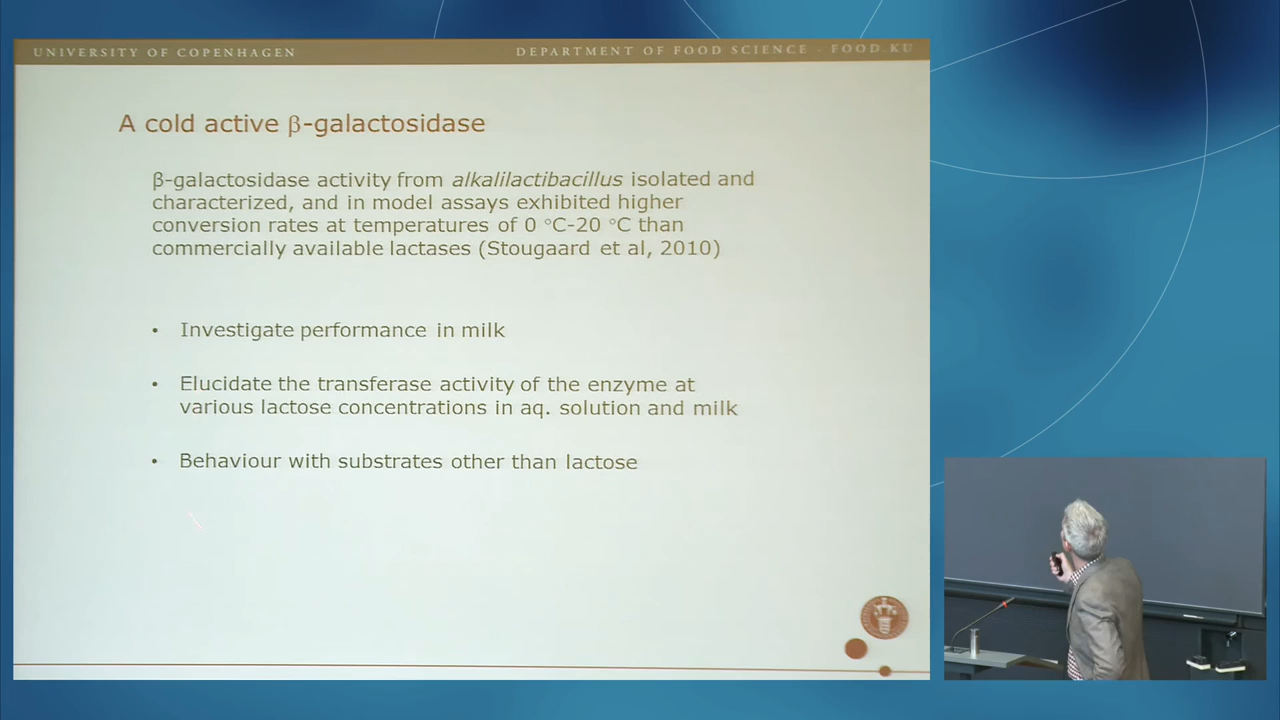 UNIVERSITY OF COPENHAGEN
DEPARTMENT OF FOOD SCIENCE - FOOD.KU
A cold active β-galactosidase
β-galactosidase activity from alkalilactibacillus isolated and
characterized, and in model assays exhibited higher
conversion rates at temperatures of 0 °C-20 °C than
commercially available lactases (Stougaard et al, 2010)
• Investigate performance in milk
• Elucidate the transferase activity of the enzyme at
various lactose concentrations in aq. solution and milk
• Behaviour with substrates other than lactose